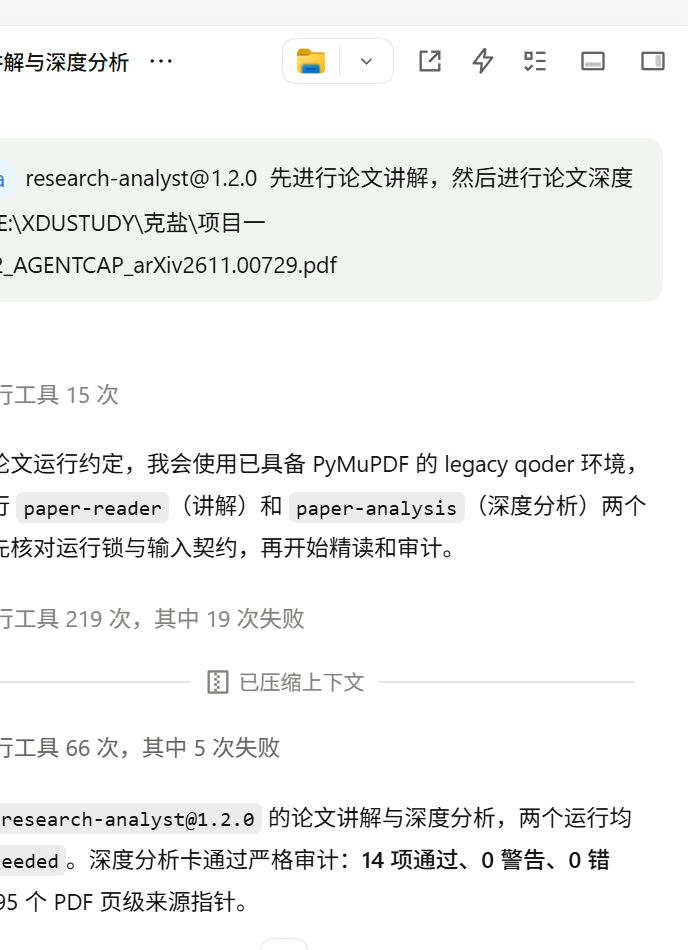 解与深度分析 ···
a research-analyst@1.2.0 先进行论文讲解，然后进行论文深度
E:\XDUSTUDY\克盐\项目一
2_AGENTCAP_arXiv2611.00729.pdf
行工具 15 次
论文运行约定，我会使用已具备 PyMuPDF 的 legacy qoder 环境，
行 paper-reader（讲解）和 paper-analysis（深度分析）两个
先核对运行锁与输入契约，再开始精读和审计。
行工具 219 次，其中 19 次失败
已压缩上下文
行工具 66 次，其中 5 次失败
research-analyst@1.2.0 的论文讲解与深度分析，两个运行均
eeded。深度分析卡通过严格审计：14 项通过、0 警告、0 错
95 个 PDF 页级来源指针。